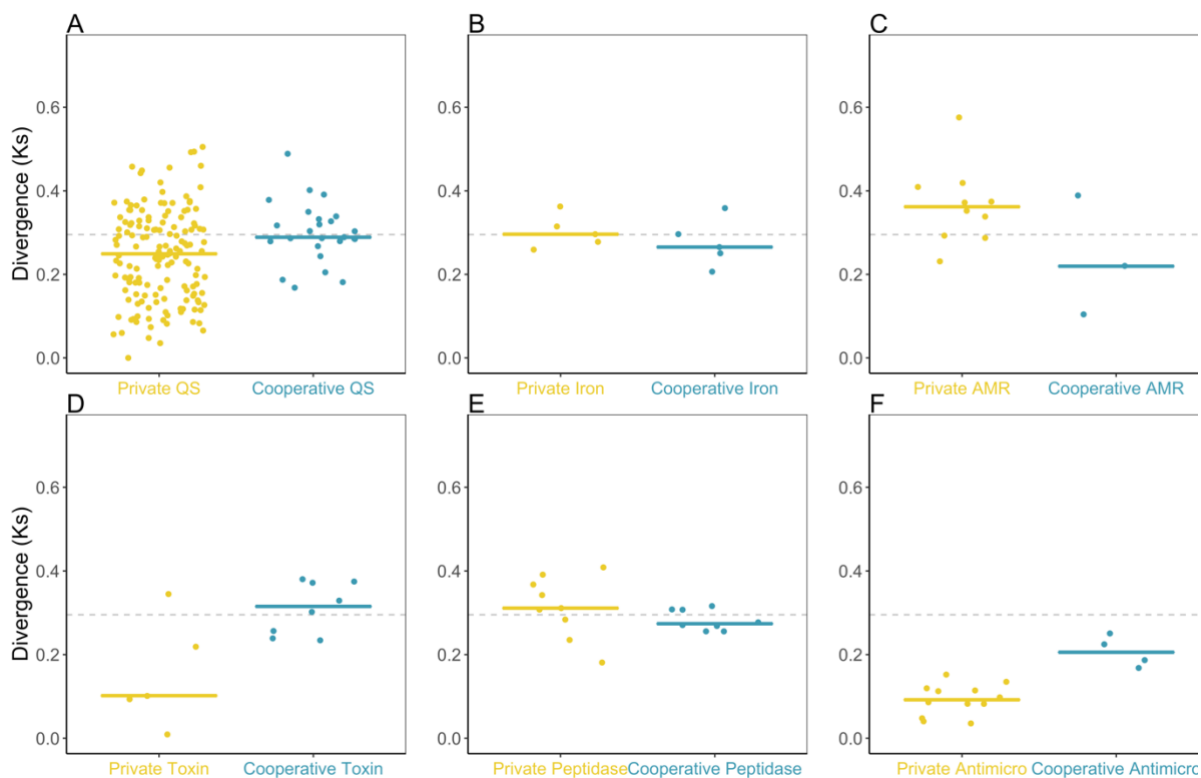 A
B
C
Divergence (Ks)
0.6
0.4
0.2
0.0
Private QS
Cooperative QS
0.6
0.4
0.2
0.0
Private Iron
Cooperative Iron
0.6
0.4
0.2
0.0
Private AMR
Cooperative AMR
D
E
F
Divergence (Ks)
0.6
0.4
0.2
0.0
Private Toxin
Cooperative Toxin
0.6
0.4
0.2
0.0
Private Peptidase
Cooperative Peptidase
0.6
0.4
0.2
0.0
Private Antimicro
Cooperative Antimicro